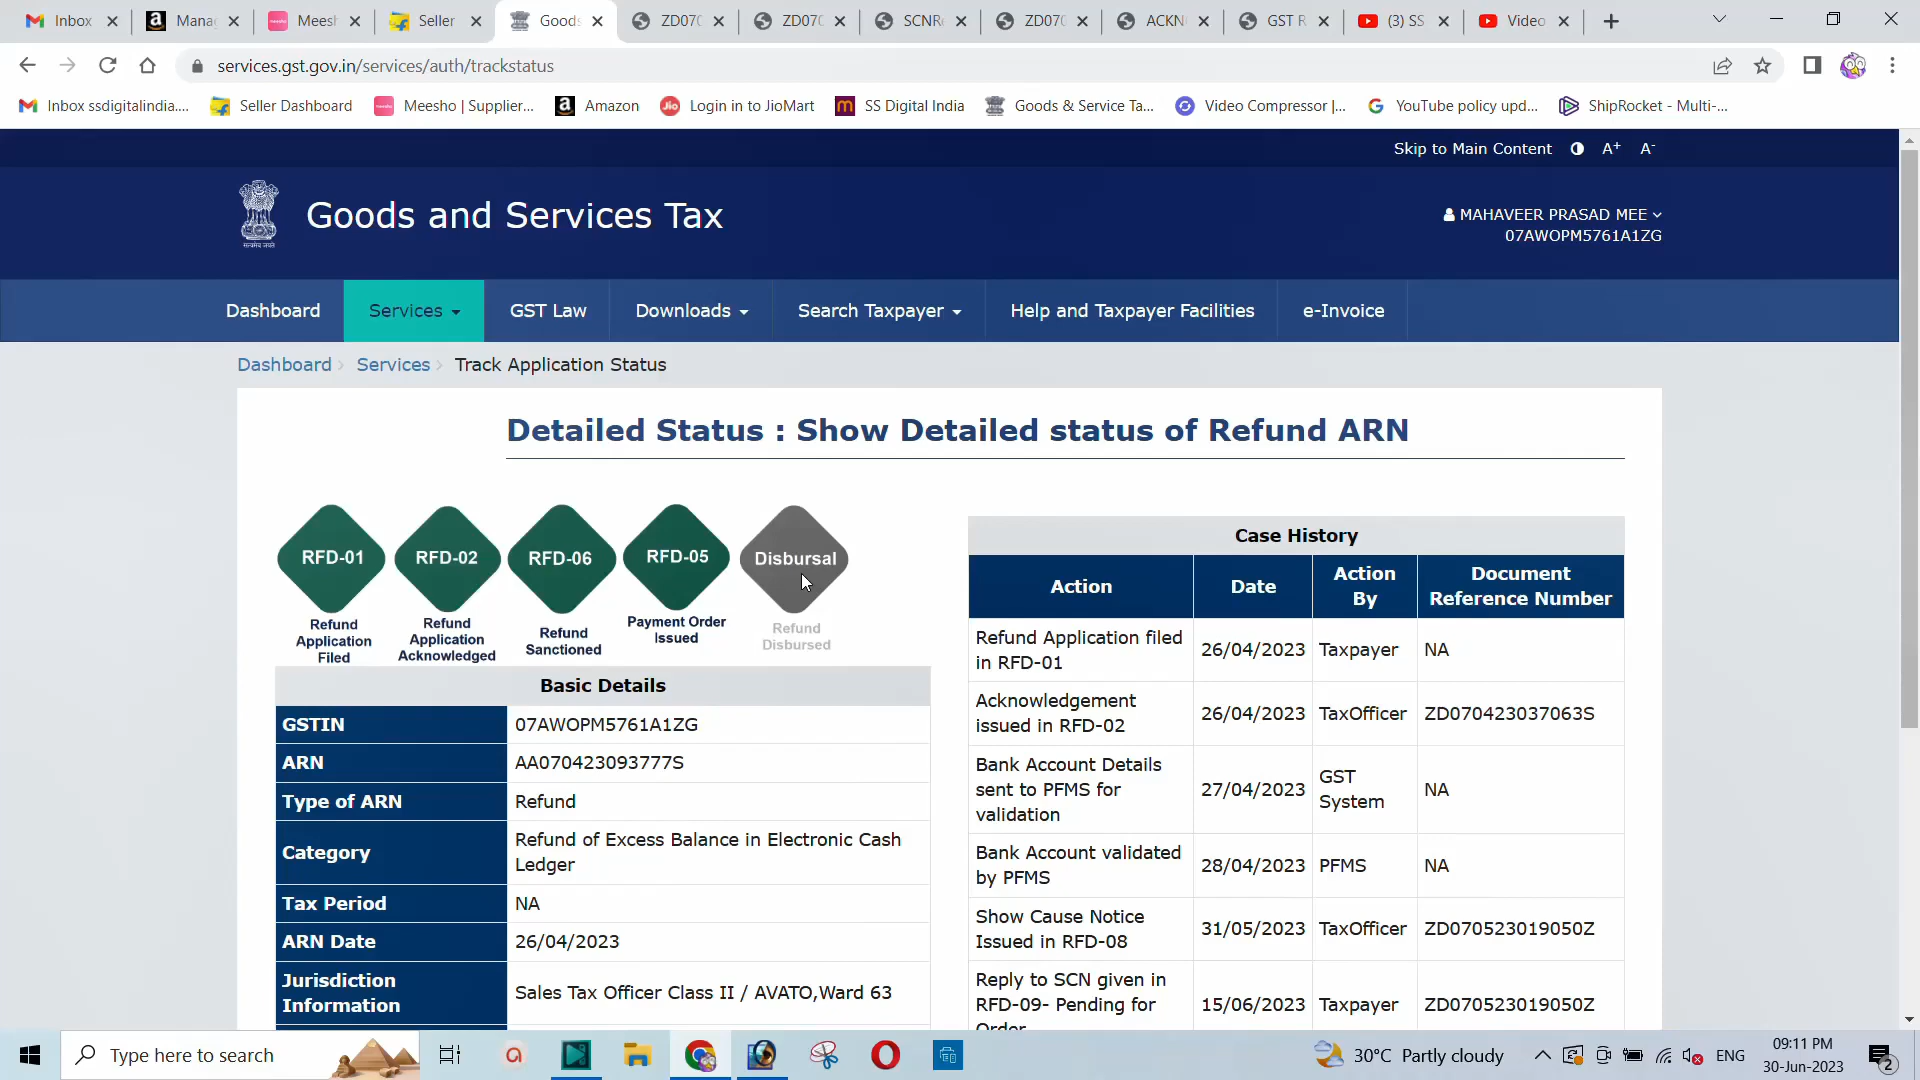 Inbox
Manag
Meesh
Seller
Goods
ZD070
ZD070
SCNRe
ZD070
ACKN
GST R
(3) SS
Video
services.gst.gov.in/services/auth/trackstatus
Inbox ssdigitalindia....
Seller Dashboard
Meesho | Supplier...
Amazon
Login in to JioMart
SS Digital India
Goods & Service Ta...
Video Compressor |...
YouTube policy upd...
ShipRocket - Multi-...
Skip to Main Content A+ A-
सत्यमेव जयते
Goods and Services Tax
MAHAVEER PRASAD MEE
07AWOPM5761A1ZG
Dashboard Services GST Law Downloads Search Taxpayer Help and Taxpayer Facilities e-Invoice
Dashboard Services Track Application Status
Detailed Status : Show Detailed status of Refund ARN
RFD-01
Refund
Application
Filed
RFD-02
Refund
Application
Acknowledged
RFD-06
Refund
Sanctioned
RFD-05
Payment Order
Issued
Disbursal
Refund
Disbursed
Basic Details
GSTIN 07AWOPM5761A1ZG
ARN AA070423093777S
Type of ARN Refund
Category Refund of Excess Balance in Electronic Cash
Ledger
Tax Period NA
ARN Date 26/04/2023
Jurisdiction
Information
Sales Tax Officer Class II / AVATO,Ward 63
Case History
Action Date Action
By
Document
Reference Number
Refund Application filed
in RFD-01
26/04/2023 Taxpayer NA
Acknowledgement
issued in RFD-02
26/04/2023 TaxOfficer ZD070423037063S
Bank Account Details
sent to PFMS for
validation
27/04/2023 GST
System
NA
Bank Account validated
by PFMS
28/04/2023 PFMS NA
Show Cause Notice
Issued in RFD-08
31/05/2023 TaxOfficer ZD070523019050Z
Reply to SCN given in
RFD-09- Pending for
Order
15/06/2023 Taxpayer ZD070523019050Z
Type here to search
30°C Partly cloudy
ENG
09:11 PM
30-Jun-2023
2